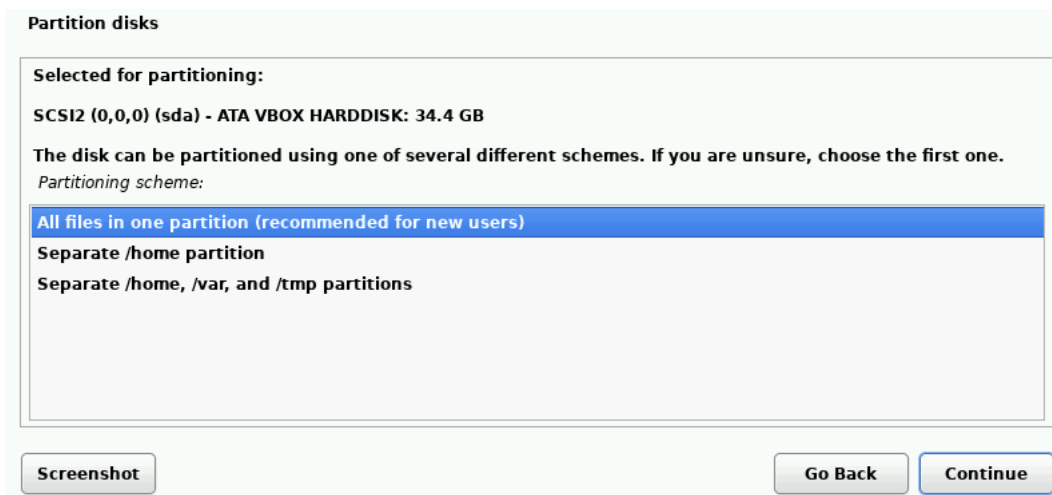 Partition disks
Selected for partitioning:
SCSI2 (0,0,0) (sda) - ATA VBOX HARDDISK: 34.4 GB
The disk can be partitioned using one of several different schemes. If you are unsure, choose the first one.
Partitioning scheme:
All files in one partition (recommended for new users)
Separate /home partition
Separate /home, /var, and /tmp partitions
Screenshot Go Back Continue